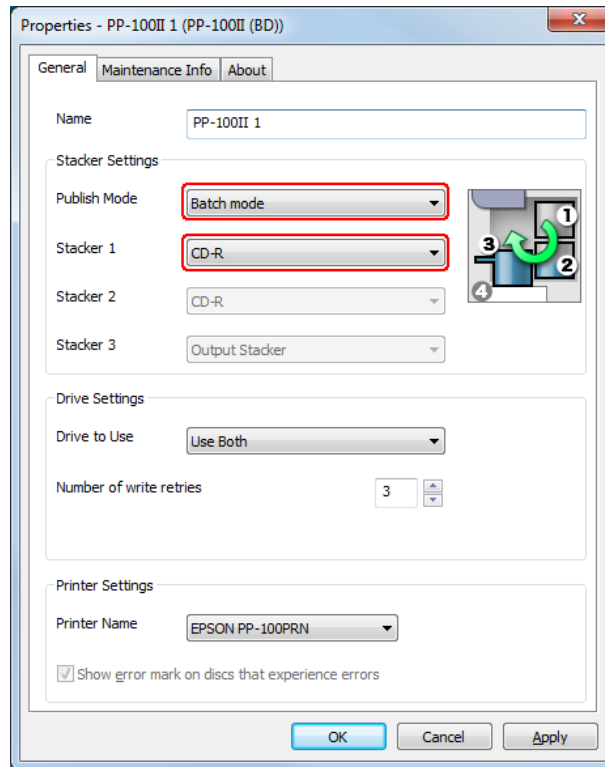 Properties - PP-100II 1 (PP-100II (BD))
General Maintenance Info About
Name PP-100II 1
Stacker Settings
Publish Mode Batch mode
Stacker 1 CD-R
Stacker 2 CD-R
Stacker 3 Output Stacker
1
3
2
4
Drive Settings
Drive to Use Use Both
Number of write retries 3
Printer Settings
Printer Name EPSON PP-100PRN
Show error mark on discs that experience errors
OK Cancel Apply